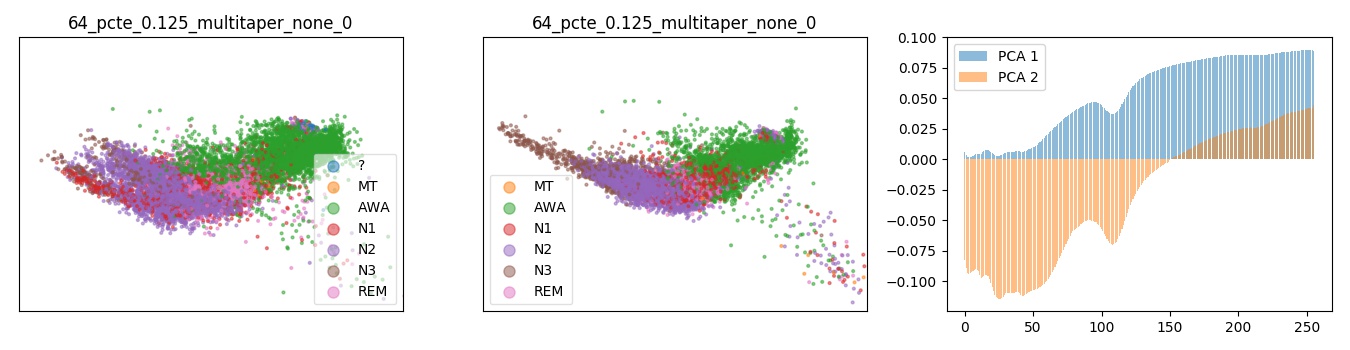 64_pcte_0.125_multitaper_none_0
?
MT
AWA
N1
N2
N3
REM
64_pcte_0.125_multitaper_none_0
MT
AWA
N1
N2
N3
REM
PCA 1
PCA 2
0.100
0.075
0.050
0.025
0.000
−0.025
−0.050
−0.075
−0.100
0 50 100 150 200 250